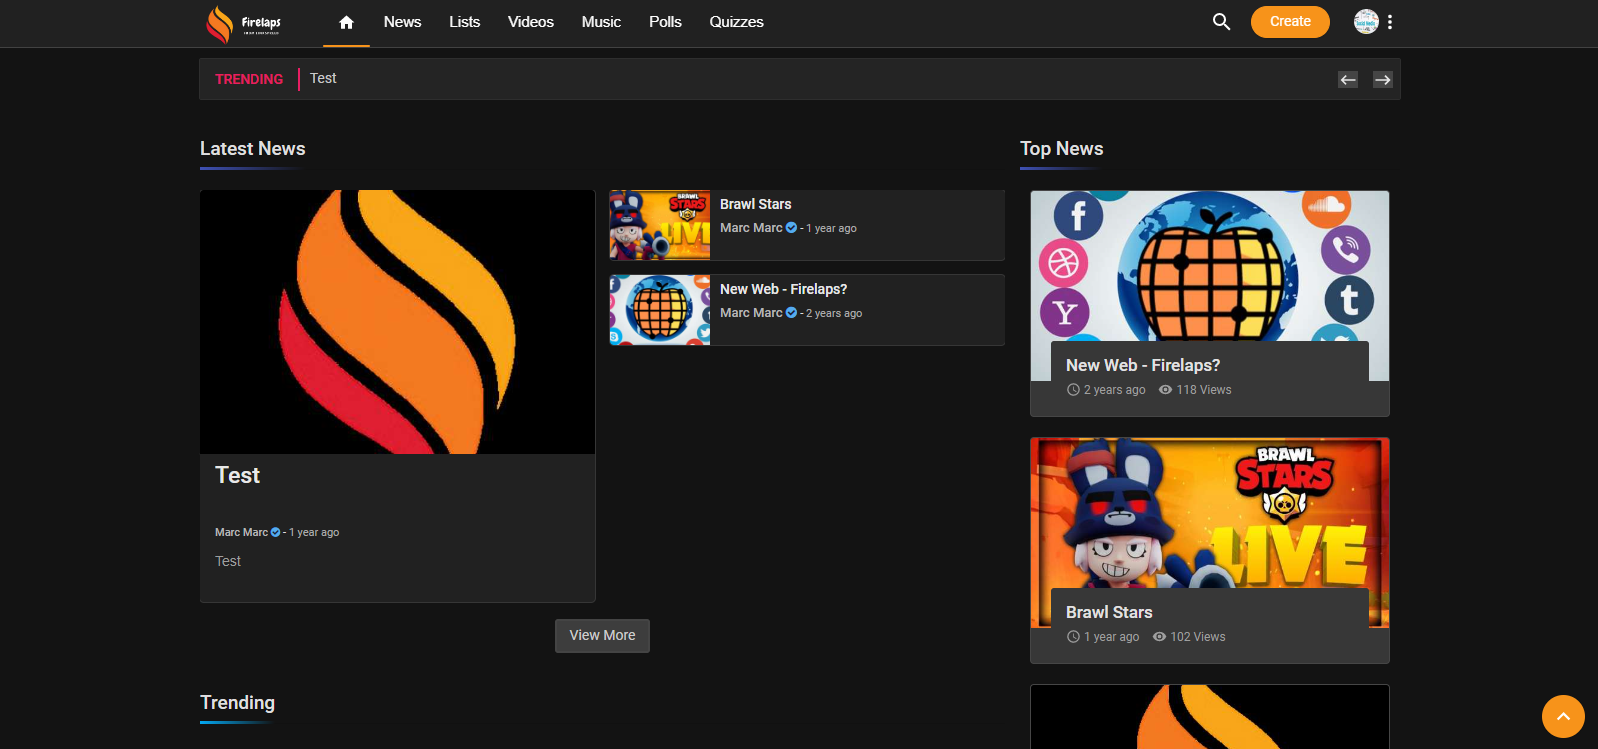 Firelaps
News
Lists
Videos
Music
Polls
Quizzes
Create
TRENDING
Test
Latest News
Top News
BRAWL
STARS
LIVE
Brawl Stars
Marc Marc - 1 year ago
New Web - Firelaps?
Marc Marc - 2 years ago
Test
Marc Marc - 1 year ago
Test
View More
New Web - Firelaps?
2 years ago 118 Views
BRAWL
STARS
LIVE
Brawl Stars
1 year ago 102 Views
Trending